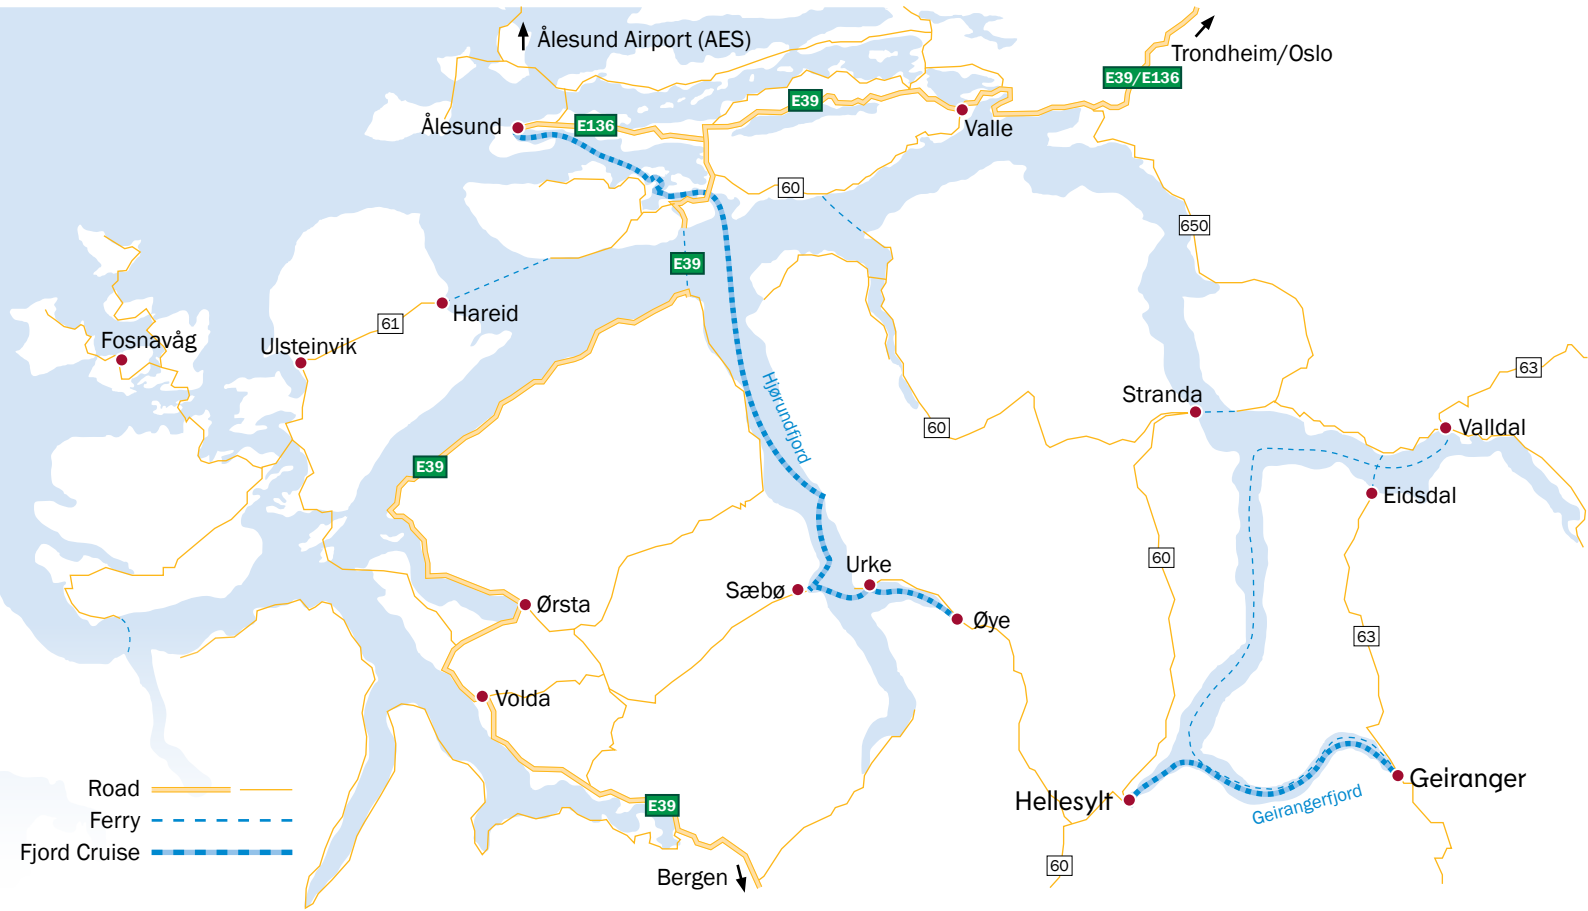 Ålesund Airport (AES)
Trondheim/Oslo
E39/E136
E39
Ålesund
E136
Valle
60
650
E39
Hareid
61
Fosnavåg
Ulsteinvik
Hjørundfjord
63
Stranda
60
Valldal
E39
Eidsdal
60
Urke
Sæbø
Ørsta
Øye
63
Volda
Road
Ferry
Fjord Cruise
E39
Hellesylt
Geiranger
Geirangerfjord
60
Bergen